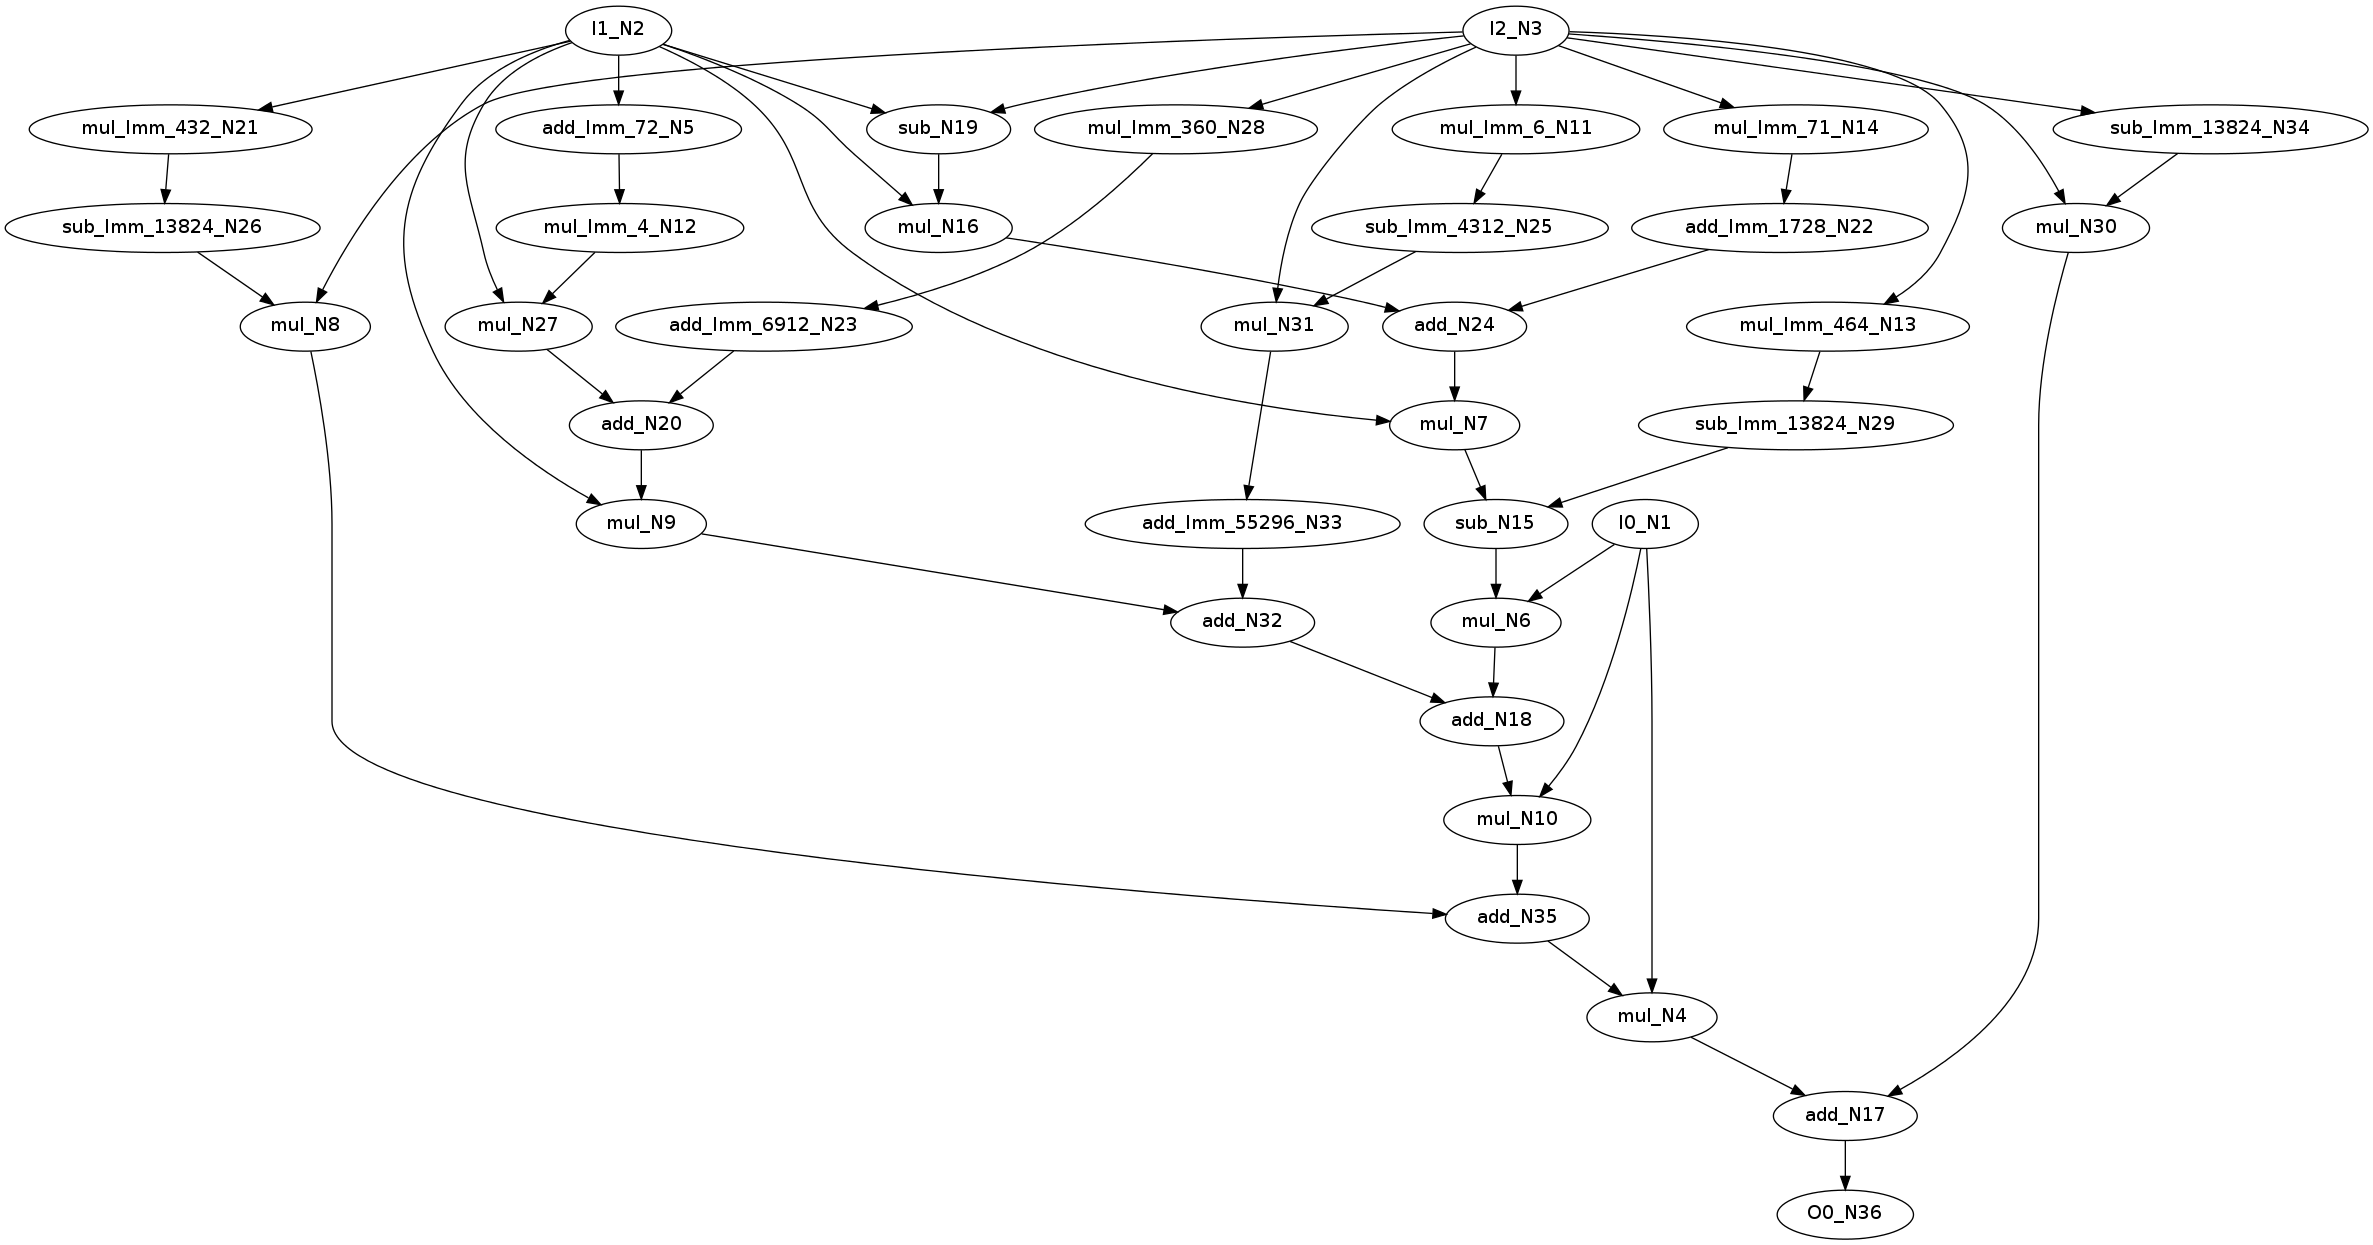 I1_N2
I2_N3
mul_Imm_432_N21
add_Imm_72_N5
sub_N19
mul_Imm_360_N28
mul_Imm_6_N11
mul_Imm_71_N14
sub_Imm_13824_N34
sub_Imm_13824_N26
mul_Imm_4_N12
mul_N16
sub_Imm_4312_N25
add_Imm_1728_N22
mul_N30
mul_N8
mul_N27
add_Imm_6912_N23
mul_N31
add_N24
mul_Imm_464_N13
add_N20
mul_N7
sub_Imm_13824_N29
mul_N9
add_Imm_55296_N33
sub_N15
I0_N1
add_N32
mul_N6
add_N18
mul_N10
add_N35
mul_N4
add_N17
O0_N36